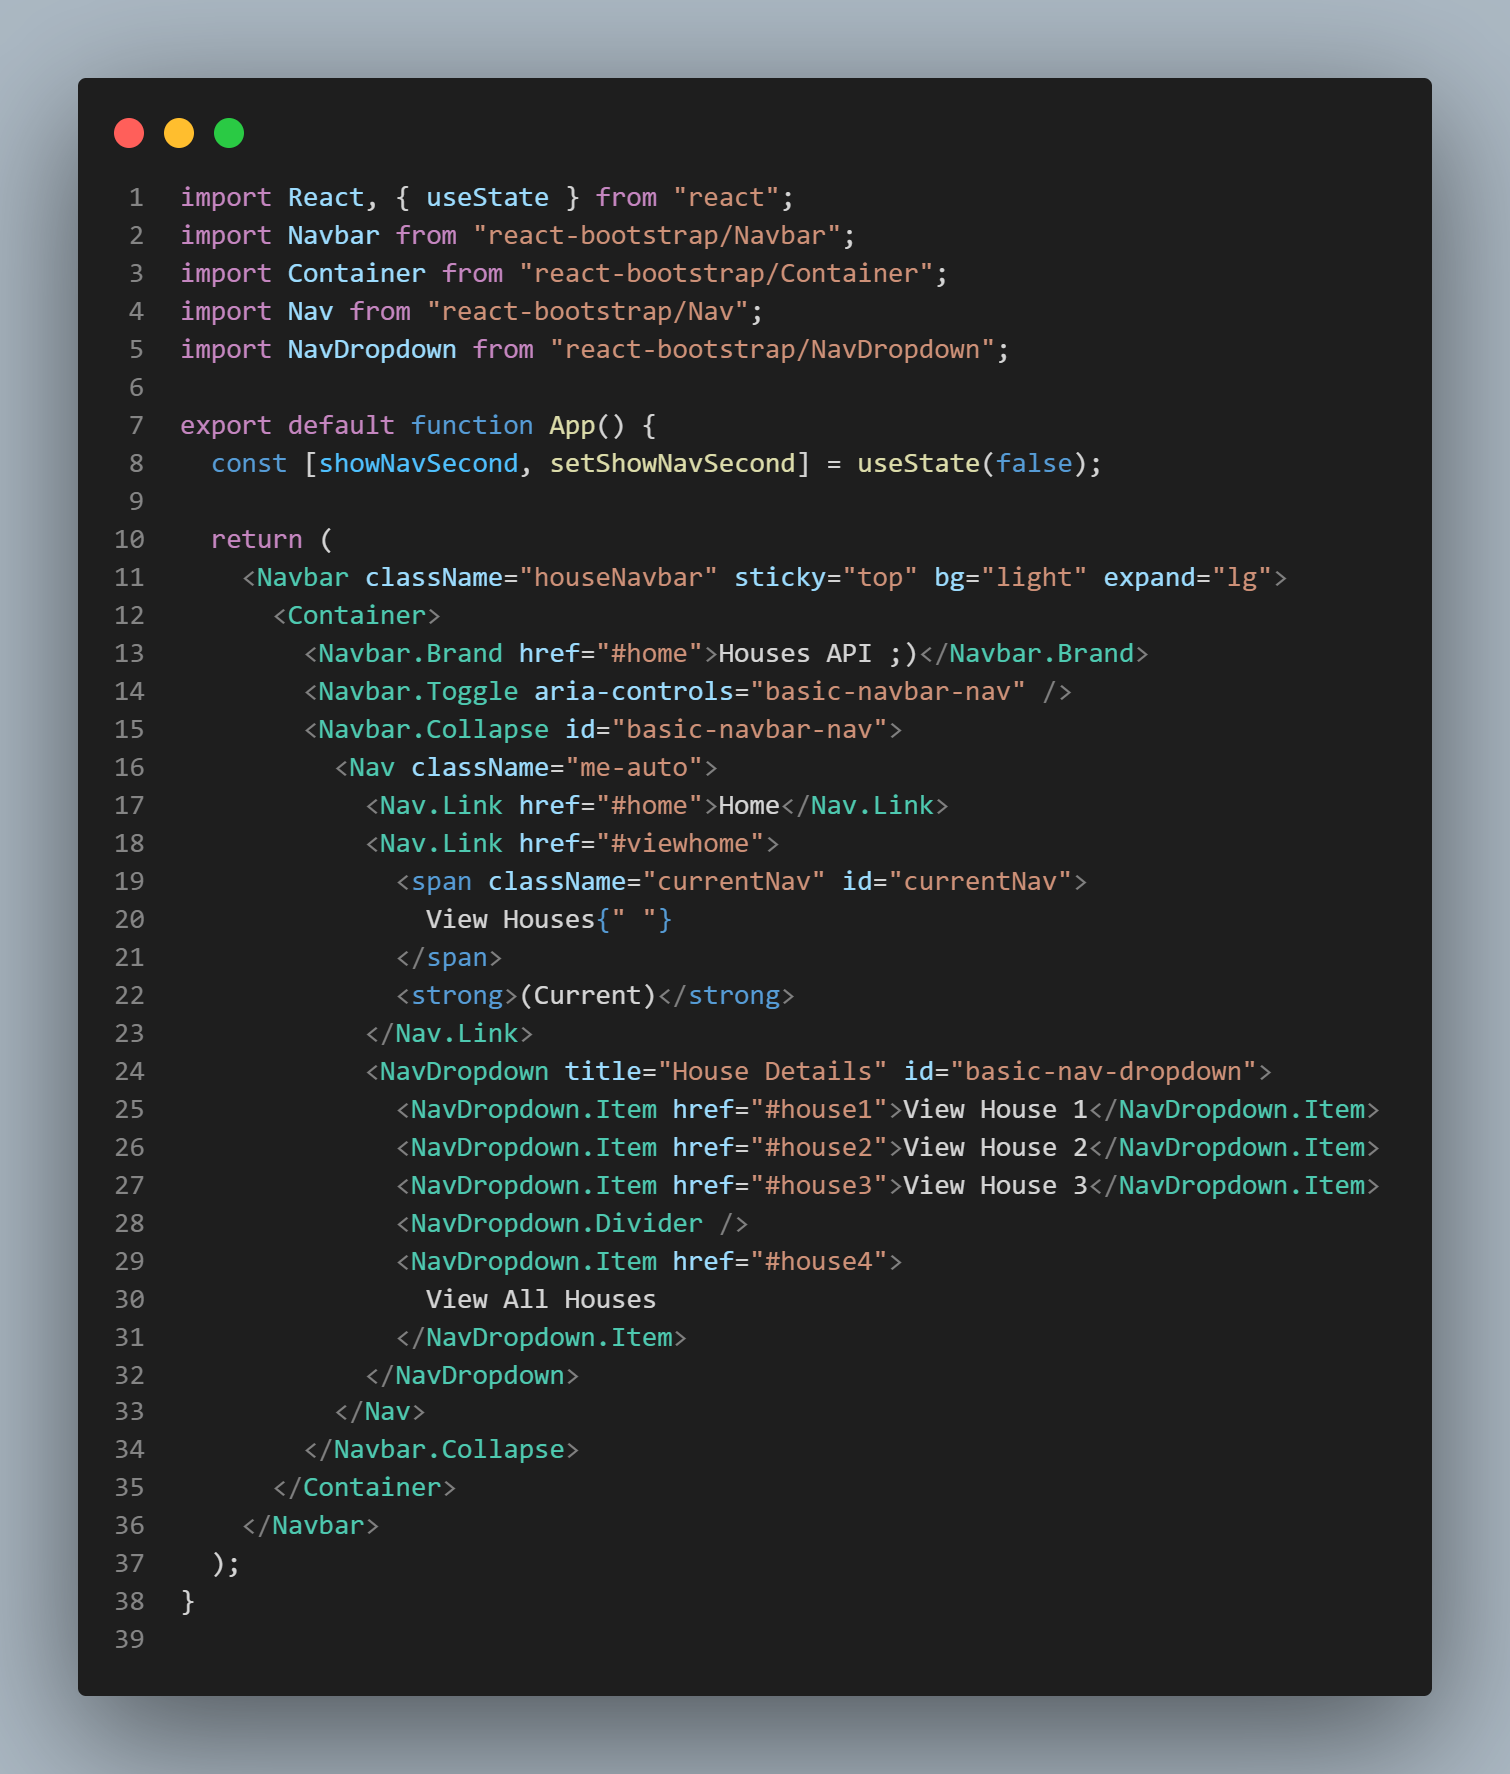 1 import React, { useState } from "react";
2 import Navbar from "react-bootstrap/Navbar";
3 import Container from "react-bootstrap/Container";
4 import Nav from "react-bootstrap/Nav";
5 import NavDropdown from "react-bootstrap/NavDropdown";
6
7 export default function App() {
8   const [showNavSecond, setShowNavSecond] = useState(false);
9
10   return (
11     <Navbar className="houseNavbar" sticky="top" bg="light" expand="lg">
12       <Container>
13         <Navbar.Brand href="#home">Houses API ;)</Navbar.Brand>
14         <Navbar.Toggle aria-controls="basic-navbar-nav" />
15         <Navbar.Collapse id="basic-navbar-nav">
16           <Nav className="me-auto">
17             <Nav.Link href="#home">Home</Nav.Link>
18             <Nav.Link href="#viewhome">
19               <span className="currentNav" id="currentNav">
20                 View Houses{" "}
21               </span>
22               <strong>(Current)</strong>
23             </Nav.Link>
24             <NavDropdown title="House Details" id="basic-nav-dropdown">
25               <NavDropdown.Item href="#house1">View House 1</NavDropdown.Item>
26               <NavDropdown.Item href="#house2">View House 2</NavDropdown.Item>
27               <NavDropdown.Item href="#house3">View House 3</NavDropdown.Item>
28               <NavDropdown.Divider />
29               <NavDropdown.Item href="#house4">
30                 View All Houses
31               </NavDropdown.Item>
32             </NavDropdown>
33           </Nav>
34         </Navbar.Collapse>
35       </Container>
36     </Navbar>
37   );
38 }
39